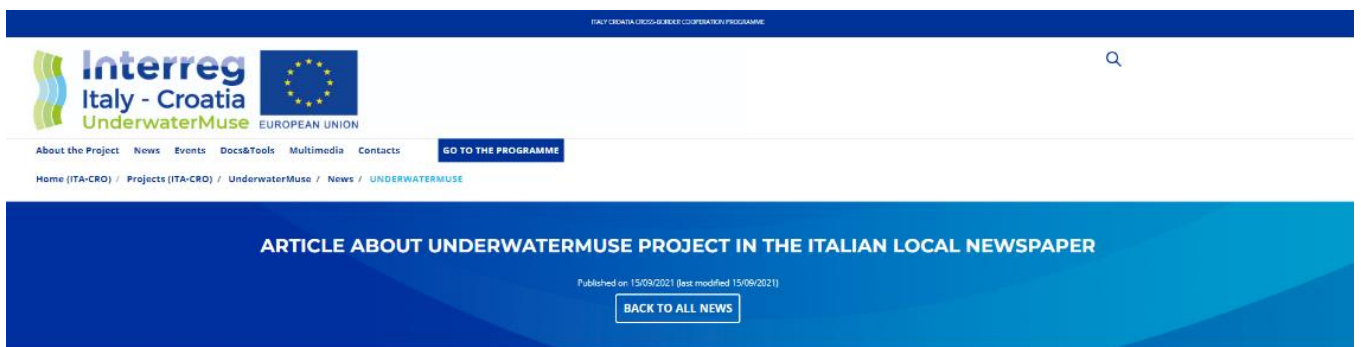 ITALY CROATIA CROSS-BORDER COOPERATION PROGRAMME
Interreg
Italy - Croatia
UnderwaterMuse EUROPEAN UNION
About the Project News Events Docs&Tools Multimedia Contacts GO TO THE PROGRAMME
Home (ITA-CRO) / Projects (ITA-CRO) / UnderwaterMuse / News / UNDERWATERMUSE
ARTICLE ABOUT UNDERWATERMUSE PROJECT IN THE ITALIAN LOCAL NEWSPAPER
Published on 15/09/2021 (last modified 15/09/2021)
BACK TO ALL NEWS